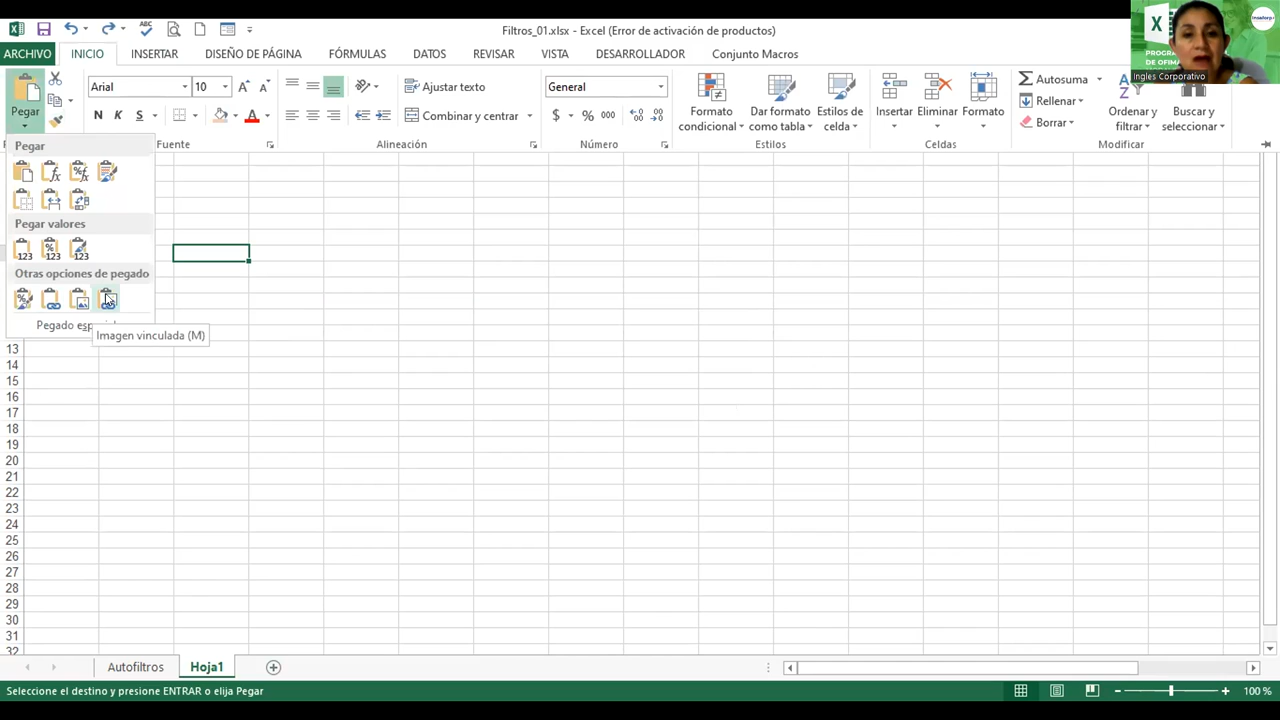 Filtros_01.xlsx - Excel (Error de activación de productos)
ARCHIVO INICIO INSERTAR DISEÑO DE PÁGINA FÓRMULAS DATOS REVISAR VISTA DESARROLLADOR Conjunto Macros
PROGRAMA
DE OFIMÁ
Ingles Corporativo
Pegar
Arial 10
N K S
Ajustar texto
Combinar y centrar
General
$ % 000
Formato condicional
Dar formato como tabla
Estilos de celda
Insertar
Eliminar
Formato
Autosuma
Rellenar
Borrar
Ordenar y filtrar
Buscar y seleccionar
Fuente Alineación Número Estilos Celdas Modificar
Pegar
Pegar valores
Otras opciones de pegado
Imagen vinculada (M)
13
14
15
16
17
18
19
20
21
22
23
24
25
26
27
28
29
30
31
32
Autofiltros Hoja1
Seleccione el destino y presione ENTRAR o elija Pegar
100 %